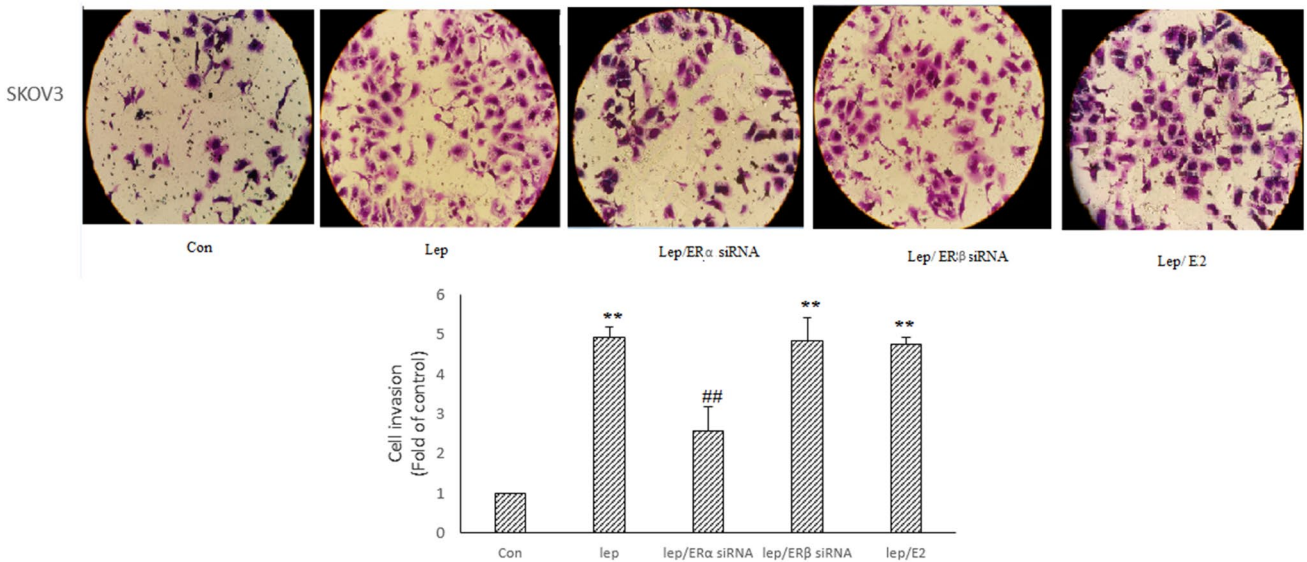 SKOV3
Con
Lep
Lep/ERα siRNA
Lep/ ERβ siRNA
Lep/ E2
6
5
4
3
2
1
0
Cell invasion
(Fold of control)
**
##
**
**
Con
lep
lep/ERα siRNA
lep/ERβ siRNA
lep/E2